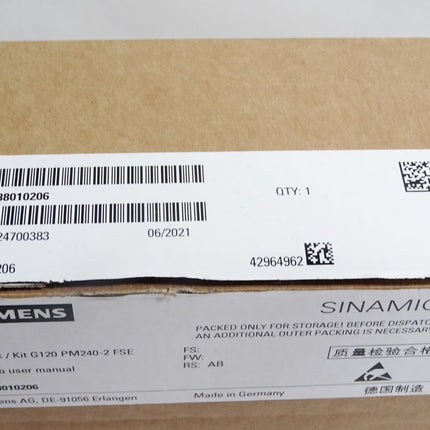 38010206
QTY: 1
24700383
06/2021
206
42964962
EMENS
SINAMIC
PACKED ONLY FOR STORAGE! BEFORE DISPATC
AN ADDITIONAL OUTER PACKING IS NECESSARY
k / Kit G120 PM240-2 FSE
FS:
质量检验合格
o user manual
FW:
RS: AB
8010206
ens AG, DE-91056 Erlangen
Made in Germany
德国制造